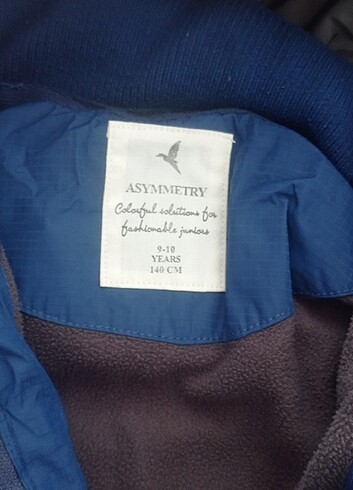 ASYMMETRY
Colorful solutions for
fashionable juniors
9-10
YEARS
140 CM